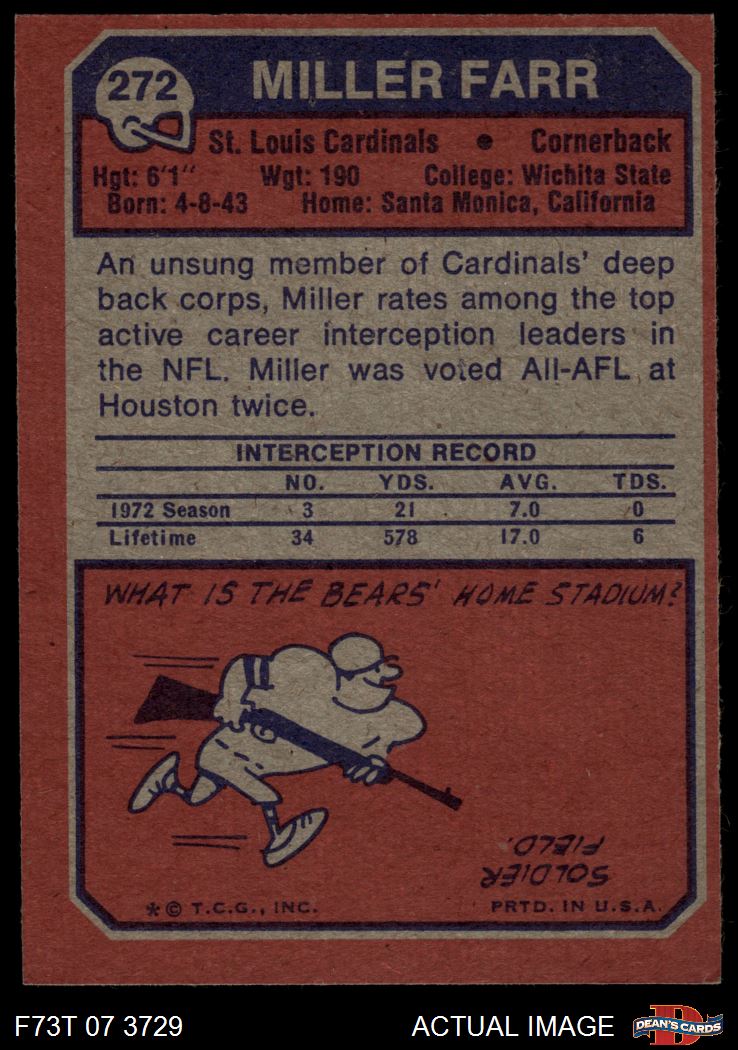 272
MILLER FARR
St. Louis Cardinals • Cornerback
Hgt: 6'1" Wgt: 190 College: Wichita State
Born: 4-8-43 Home: Santa Monica, California
An unsung member of Cardinals' deep
back corps, Miller rates among the top
active career interception leaders in
the NFL. Miller was voted All-AFL at
Houston twice.
INTERCEPTION RECORD
NO. YDS. AVG. TDS.
1972 Season 3 21 7.0 0
Lifetime 34 578 17.0 6
WHAT IS THE BEARS' HOME STADIUM?
SOLDIER
FIELD.
*© T.C.G., INC. PRTD. IN U.S.A.
F73T 07 3729 ACTUAL IMAGE
D
DEAN'S CARDS